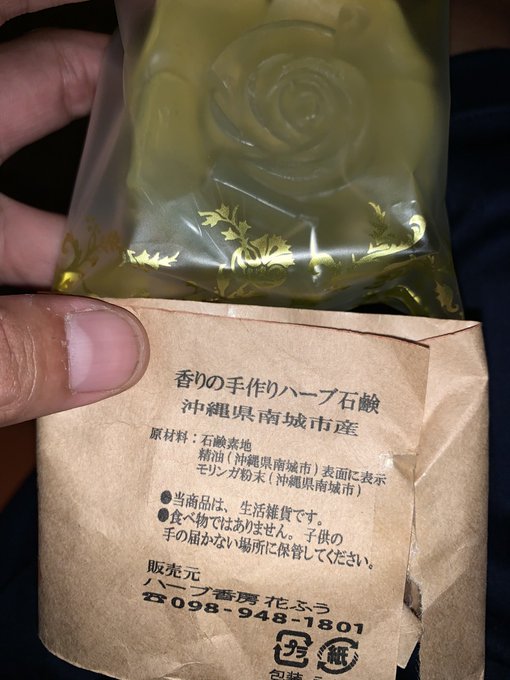 香りの手作りハーブ石鹸
沖縄県南城市産
原材料：石鹸素地
精油（沖縄県南城市）表面に表示
モリンガ粉末（沖縄県南城市）
●当商品は、生活雑貨です。
●食べ物ではありません。子供の
手の届かない場所に保管してください。
販売元
ハーブ香房 花ふう
☎098-948-1801
プラ 紙
包装